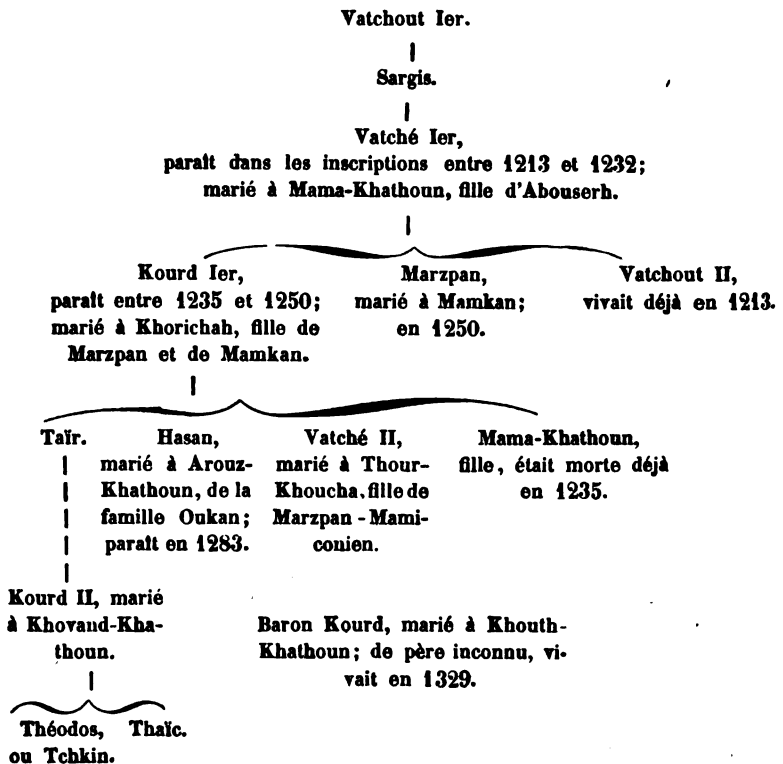 Vatchout Ier.
Sargis.
Vatché Ier,
paraît dans les inscriptions entre 1213 et 1232;
marié à Mama-Khathoun, fille d'Abouserh.
Kourd Ier,
paraît entre 1235 et 1250;
marié à Khorichah, fille de
Marzpan et de Mamkan.
Marzpan,
marié à Mamkan;
en 1250.
Vatchout II,
vivait déjà en 1213.
Taïr.
Hasan,
marié à Arouz-
Khathoun, de la
famille Oukan;
paraît en 1283.
Vatché II,
marié à Thour-
Khoucha, fille de
Marzpan-Mami-
conien.
Mama-Khathoun,
fille, était morte déjà
en 1235.
Kourd II, marié
à Khovand-Kha-
thoun.
Baron Kourd, marié à Khouth-
Khathoun; de père inconnu, vi-
vait en 1329.
Théodos,
ou Tchkin.
Thaïc.